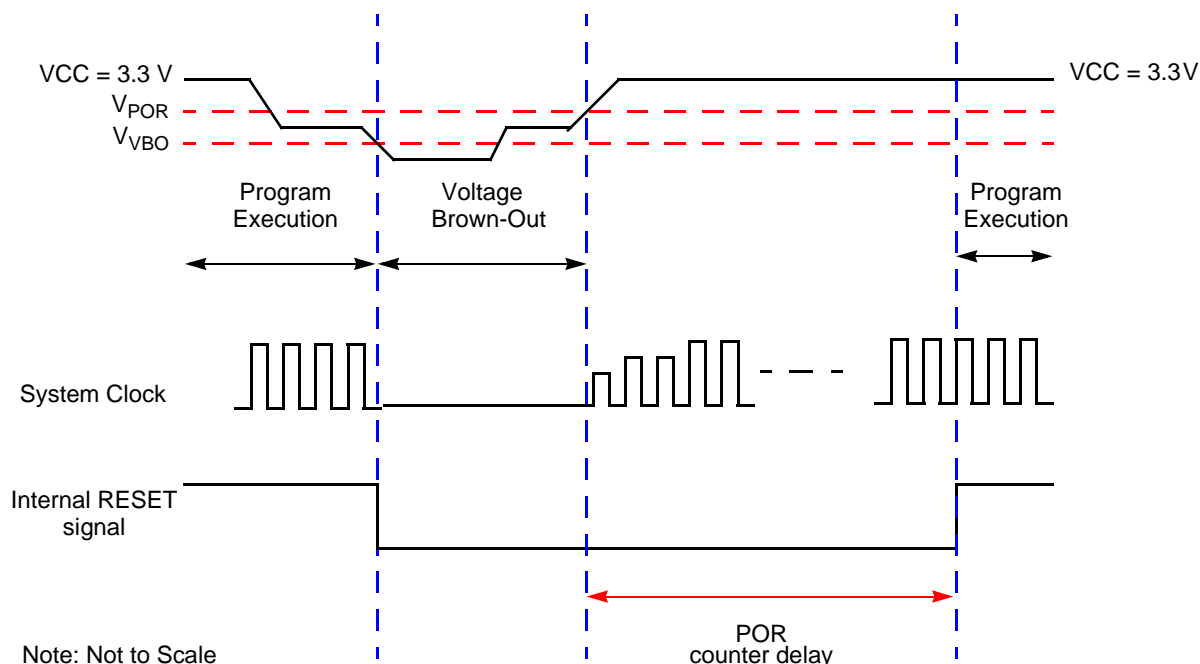 VCC = 3.3 V
VCC = 3.3V
VPOR
VVBO
Program
Execution
Voltage
Brown-Out
Program
Execution
System Clock
Internal RESET
signal
POR
counter delay
Note: Not to Scale